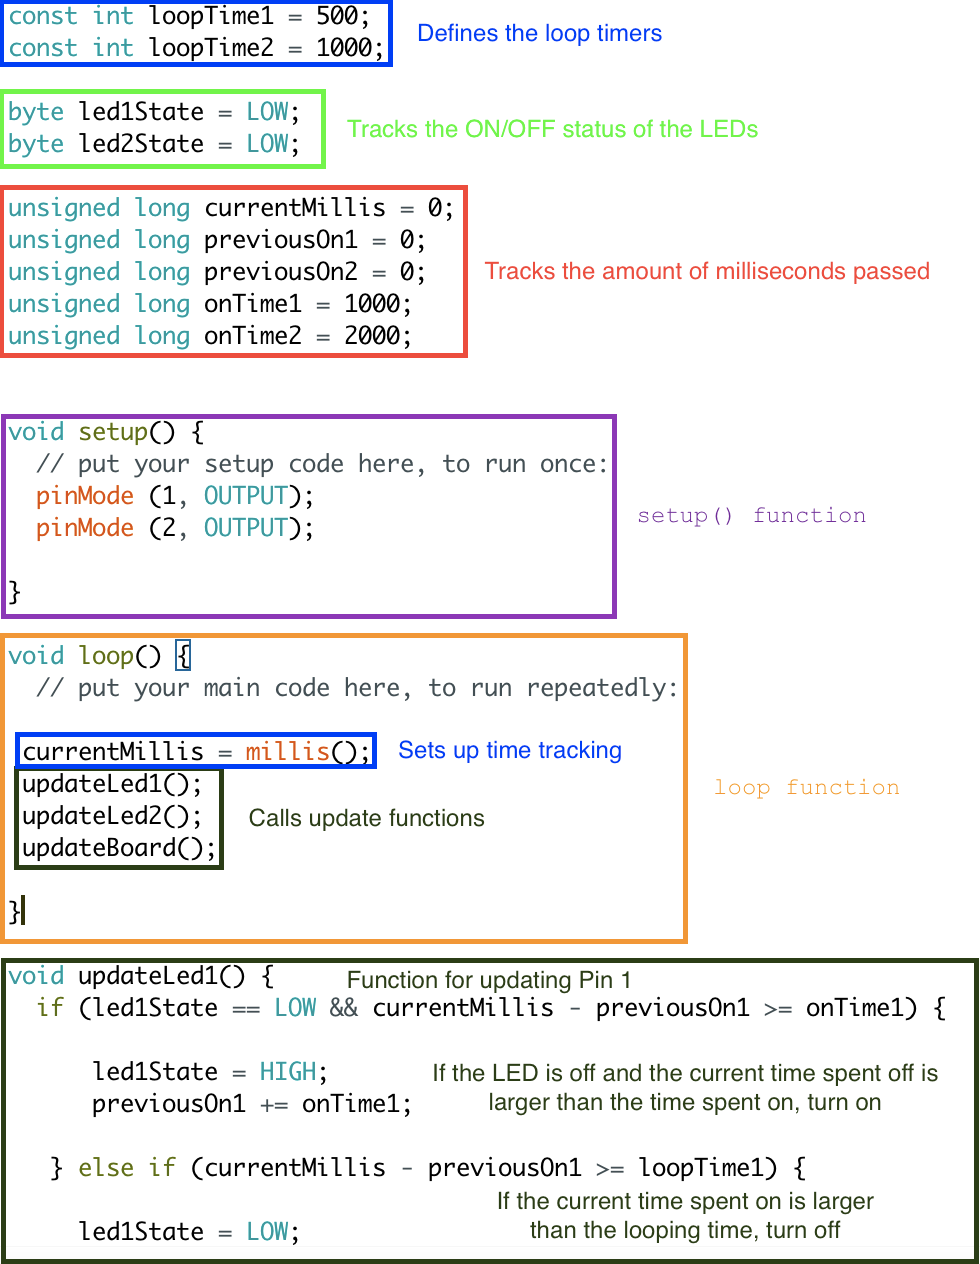 const int loopTime1 = 500;
const int loopTime2 = 1000;
Defines the loop timers
byte led1State = LOW;
byte led2State = LOW;
Tracks the ON/OFF status of the LEDs
unsigned long currentMillis = 0;
unsigned long previousOn1 = 0;
unsigned long previousOn2 = 0;
unsigned long onTime1 = 1000;
unsigned long onTime2 = 2000;
Tracks the amount of milliseconds passed
void setup() {
// put your setup code here, to run once:
pinMode (1, OUTPUT);
pinMode (2, OUTPUT);
}
setup() function
void loop() {
// put your main code here, to run repeatedly:
currentMillis = millis();
Sets up time tracking
updateLed1();
updateLed2();
updateBoard();
Calls update functions
}
loop function
void updateLed1() {
Function for updating Pin 1
if (led1State == LOW && currentMillis - previousOn1 >= onTime1) {
led1State = HIGH;
previousOn1 += onTime1;
If the LED is off and the current time spent off is
larger than the time spent on, turn on
} else if (currentMillis - previousOn1 >= loopTime1) {
If the current time spent on is larger
than the looping time, turn off
led1State = LOW;